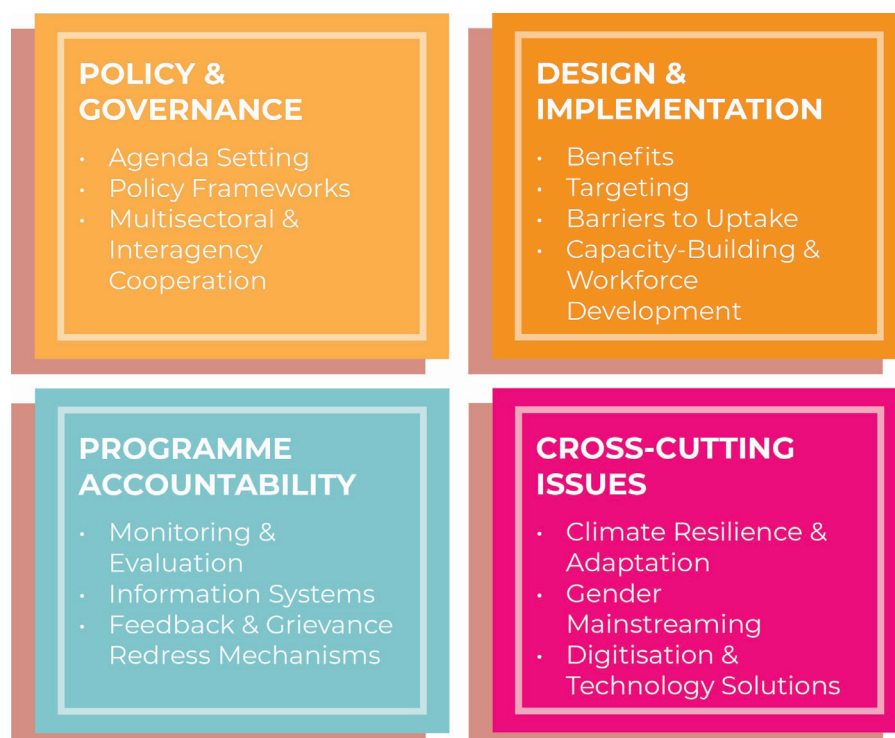 POLICY &
GOVERNANCE
· Agenda Setting
· Policy Frameworks
· Multisectoral &
Interagency
Cooperation
DESIGN &
IMPLEMENTATION
· Benefits
· Targeting
· Barriers to Uptake
· Capacity-Building &
Workforce
Development
PROGRAMME
ACCOUNTABILITY
· Monitoring &
Evaluation
· Information Systems
· Feedback & Grievance
Redress Mechanisms
CROSS-CUTTING
ISSUES
· Climate Resilience &
Adaptation
· Gender
Mainstreaming
· Digitisation &
Technology Solutions